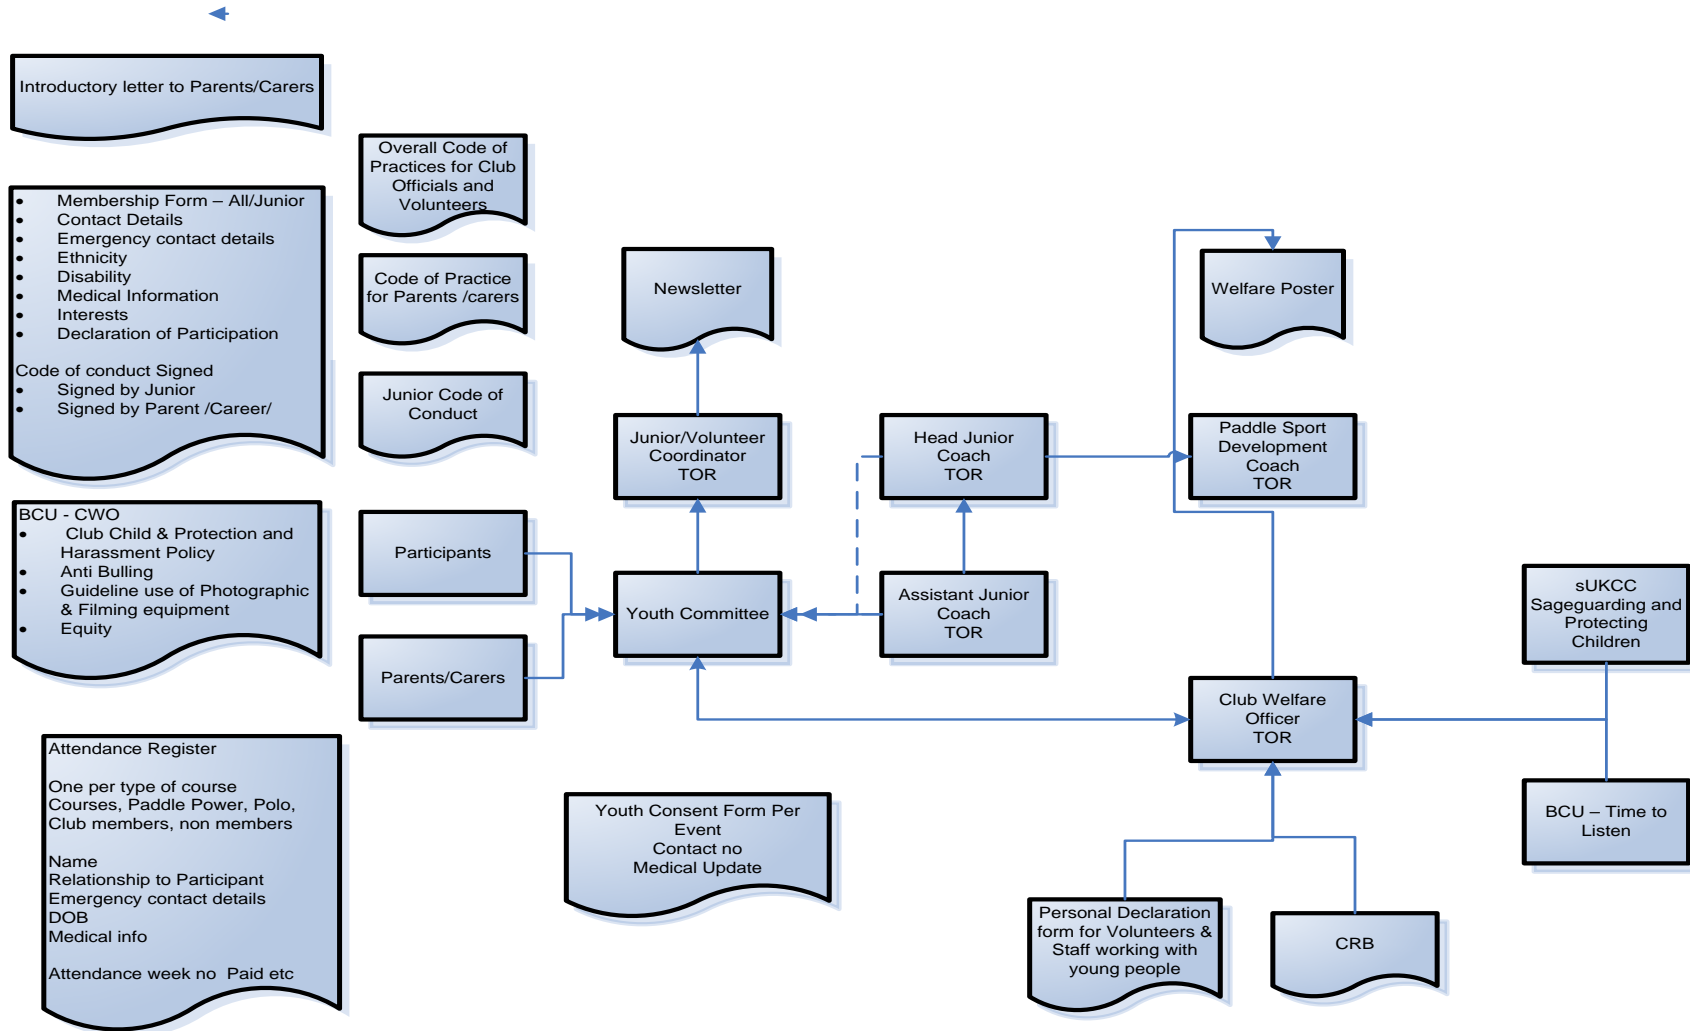 Introductory letter to Parents/Carers
Membership Form – All/Junior
Contact Details
Emergency contact details
Ethnicity
Disability
Medical Information
Interests
Declaration of Participation
Code of conduct Signed
Signed by Junior
Signed by Parent /Career/
BCU - CWO
Club Child & Protection and
Harassment Policy
Anti Bulling
Guideline use of Photographic
& Filming equipment
Equity
Attendance Register
One per type of course
Courses, Paddle Power, Polo,
Club members, non members
Name
Relationship to Participant
Emergency contact details
DOB
Medical info
Attendance week no  Paid etc
Overall Code of
Practices for Club
Officials and
Volunteers
Code of Practice
for Parents /carers
Junior Code of
Conduct
Participants
Parents/Carers
Newsletter
Junior/Volunteer
Coordinator
TOR
Youth Committee
Youth Consent Form Per
Event
Contact no
Medical Update
Head Junior
Coach
TOR
Assistant Junior
Coach
TOR
Welfare Poster
Paddle Sport
Development
Coach
TOR
Club Welfare
Officer
TOR
Personal Declaration
form for Volunteers &
Staff working with
young people
CRB
sUKCC
Sageguarding and
Protecting
Children
BCU – Time to
Listen